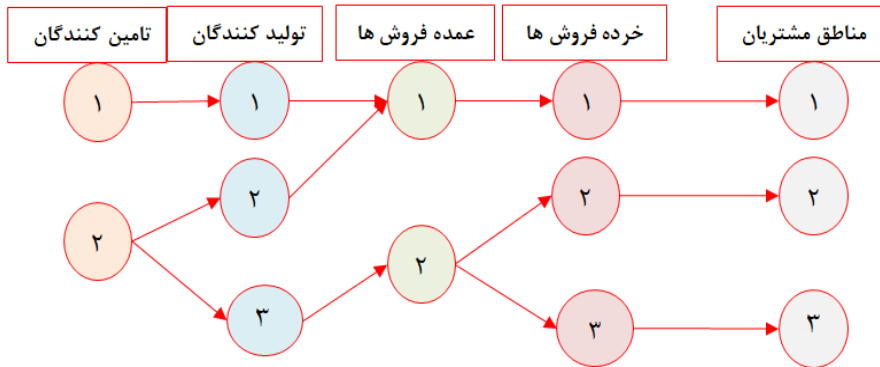 تامین کنندگان
تولید کنندگان
عمده فروش ها
خرده فروش ها
مناطق مشتریان
۱
۱
۱
۱
۱
۲
۲
۲
۲
۲
۳
۳
۳